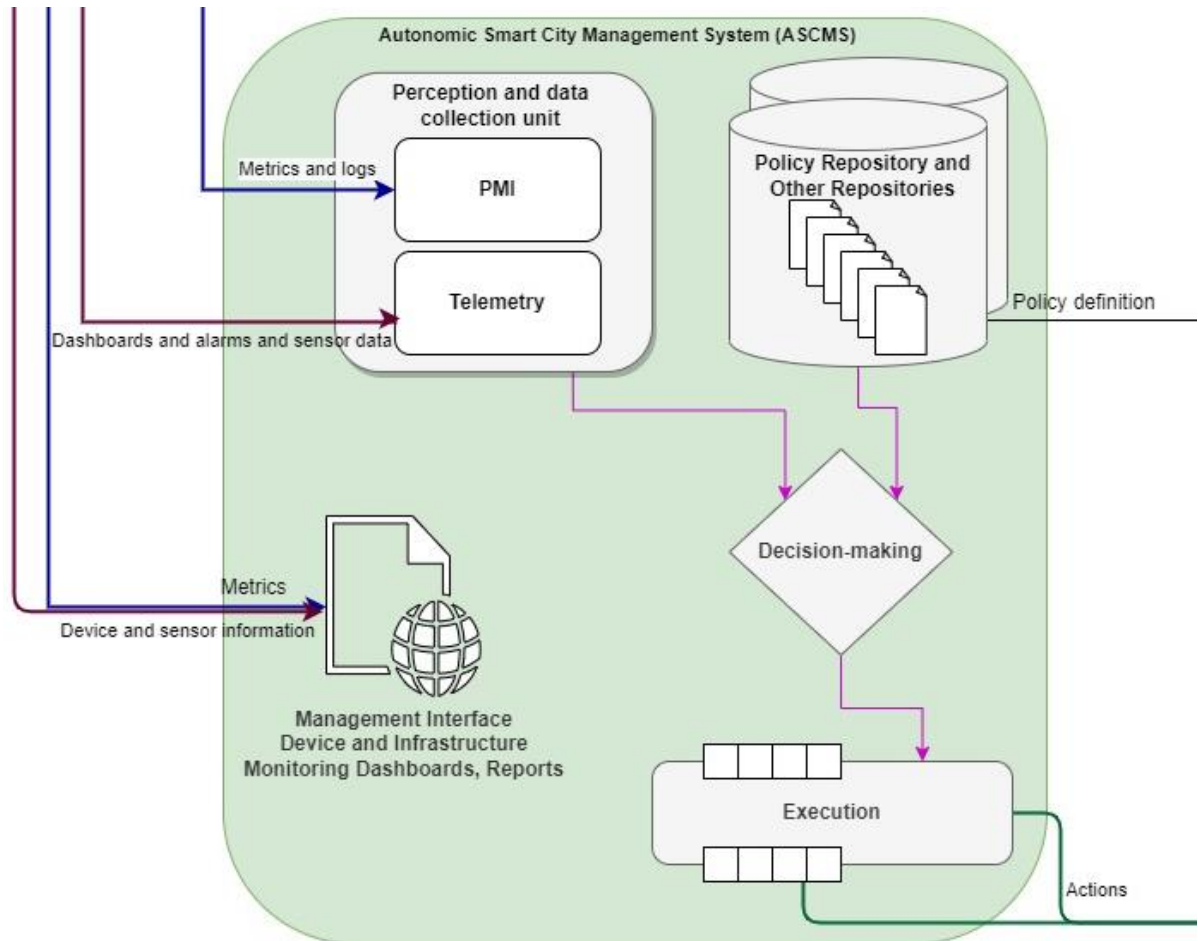 Autonomic Smart City Management System (ASCMS)
Perception and data
collection unit
Metrics and logs
PMI
Telemetry
Dashboards and alarms and sensor data
Policy Repository and
Other Repositories
Policy definition
Decision-making
Metrics
Device and sensor information
Management Interface
Device and Infrastructure
Monitoring Dashboards, Reports
Execution
Actions